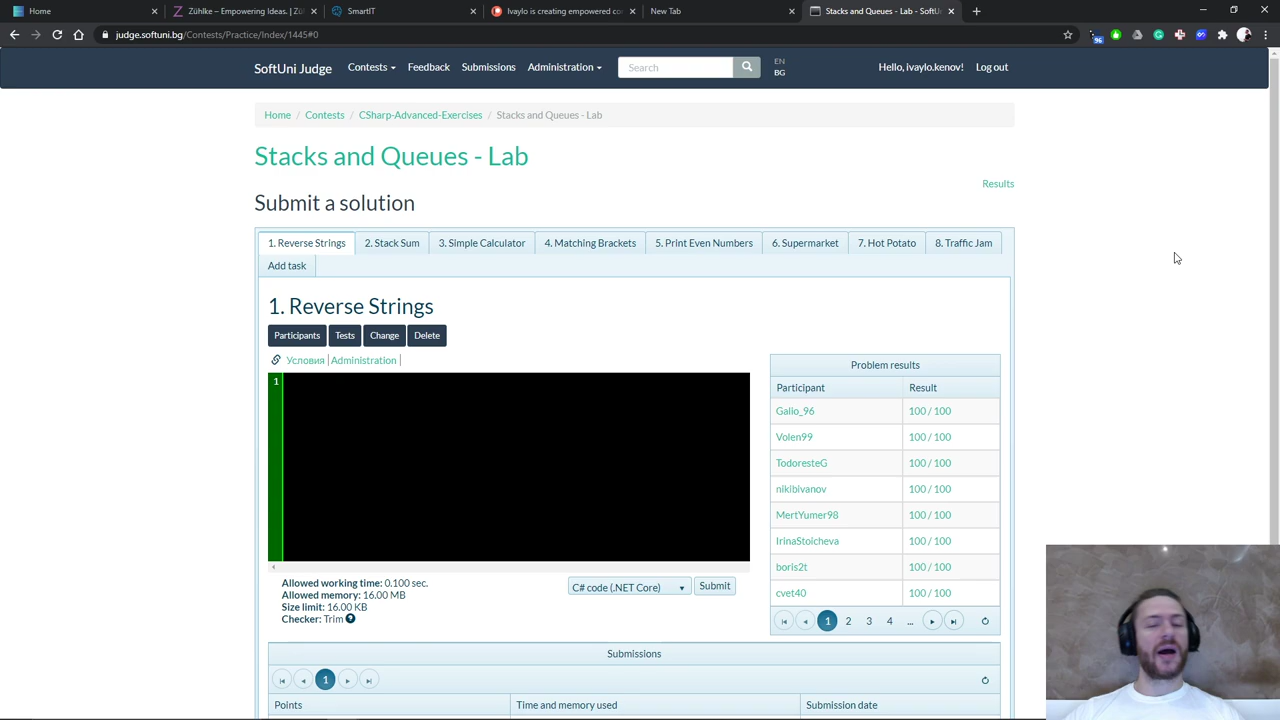 Home
Zühlke – Empowering Ideas. | Zü
SmartIT
Ivaylo is creating empowered co
New Tab
Stacks and Queues - Lab - SoftU
judge.softuni.bg/Contests/Practice/Index/1445#0
96
SoftUni Judge
Contests
Feedback
Submissions
Administration
Search
EN
BG
Hello, ivaylo.kenov!
Log out
Home / Contests / CSharp-Advanced-Exercises / Stacks and Queues - Lab
Stacks and Queues - Lab
Results
Submit a solution
1. Reverse Strings
2. Stack Sum
3. Simple Calculator
4. Matching Brackets
5. Print Even Numbers
6. Supermarket
7. Hot Potato
8. Traffic Jam
Add task
1. Reverse Strings
Participants
Tests
Change
Delete
Условия | Administration |
1
Allowed working time: 0.100 sec.
Allowed memory: 16.00 MB
Size limit: 16.00 KB
Checker: Trim
C# code (.NET Core)
Submit
Problem results
Participant Result
Galio_96 100 / 100
Volen99 100 / 100
TodoresteG 100 / 100
nikibivanov 100 / 100
MertYumer98 100 / 100
IrinaStoicheva 100 / 100
boris2t 100 / 100
cvet40 100 / 100
1 2 3 4 ...
Submissions
1
Points Time and memory used Submission date